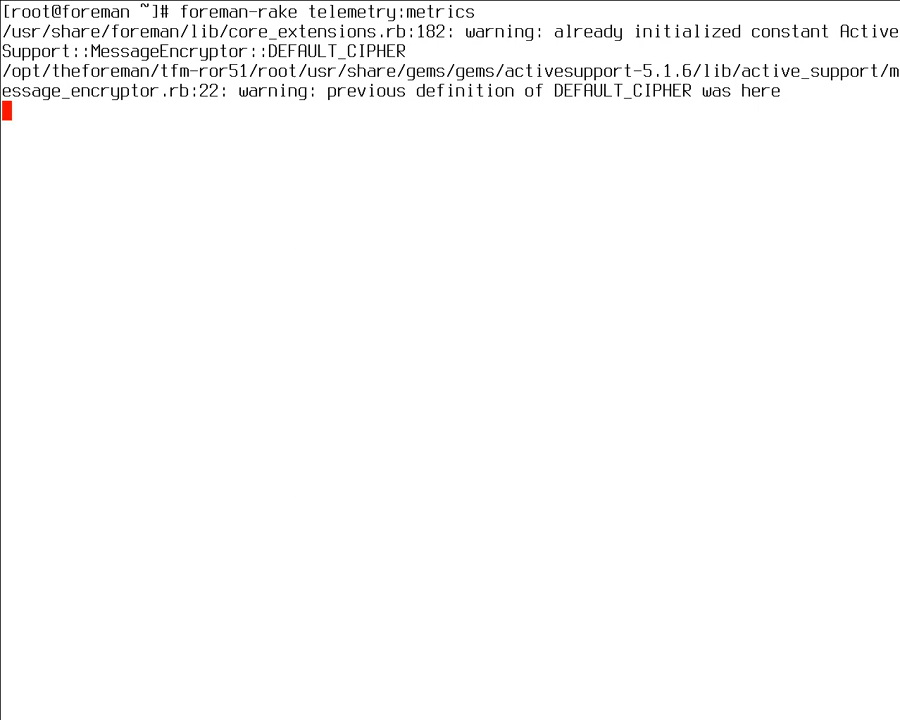 [root@foreman ~]# foreman-rake telemetry:metrics
/usr/share/foreman/lib/core_extensions.rb:182: warning: already initialized constant Active
Support::MessageEncryptor::DEFAULT_CIPHER
/opt/theforeman/tfm-ror51/root/usr/share/gems/gems/activesupport-5.1.6/lib/active_support/m
essage_encryptor.rb:22: warning: previous definition of DEFAULT_CIPHER was here